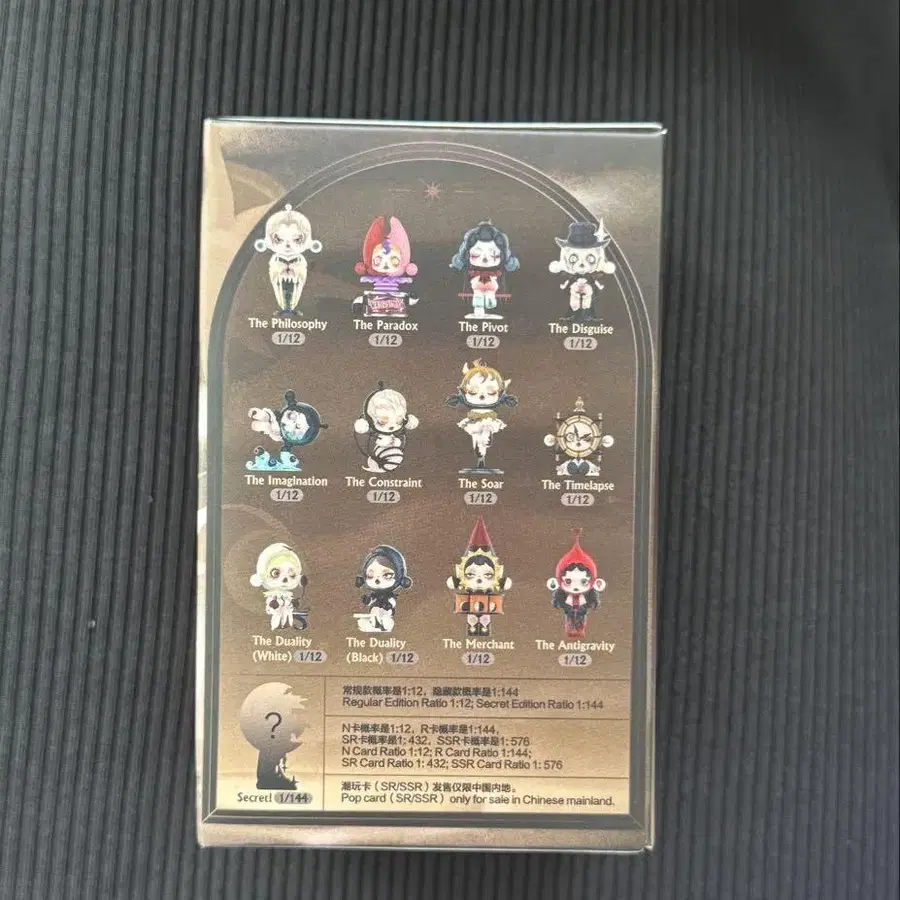 The Philosophy
1/12
The Paradox
1/12
The Pivot
1/12
The Disguise
1/12
The Imagination
1/12
The Constraint
1/12
The Soar
1/12
The Timelapse
1/12
The Duality
(White) 1/12
The Duality
(Black) 1/12
The Merchant
1/12
The Antigravity
1/12
?
Secret! 1/144
常规款概率是1:12，隐藏款概率是1:144
Regular Edition Ratio 1:12; Secret Edition Ratio 1:144
N卡概率是1:12，R卡概率是1:144，
SR卡概率是1: 432，SSR卡概率是1: 576
N Card Ratio 1:12; R Card Ratio 1:144;
SR Card Ratio 1: 432; SSR Card Ratio 1: 576
潮玩卡（SR/SSR）发售仅限中国内地。
Pop card（SR/SSR）only for sale in Chinese mainland.